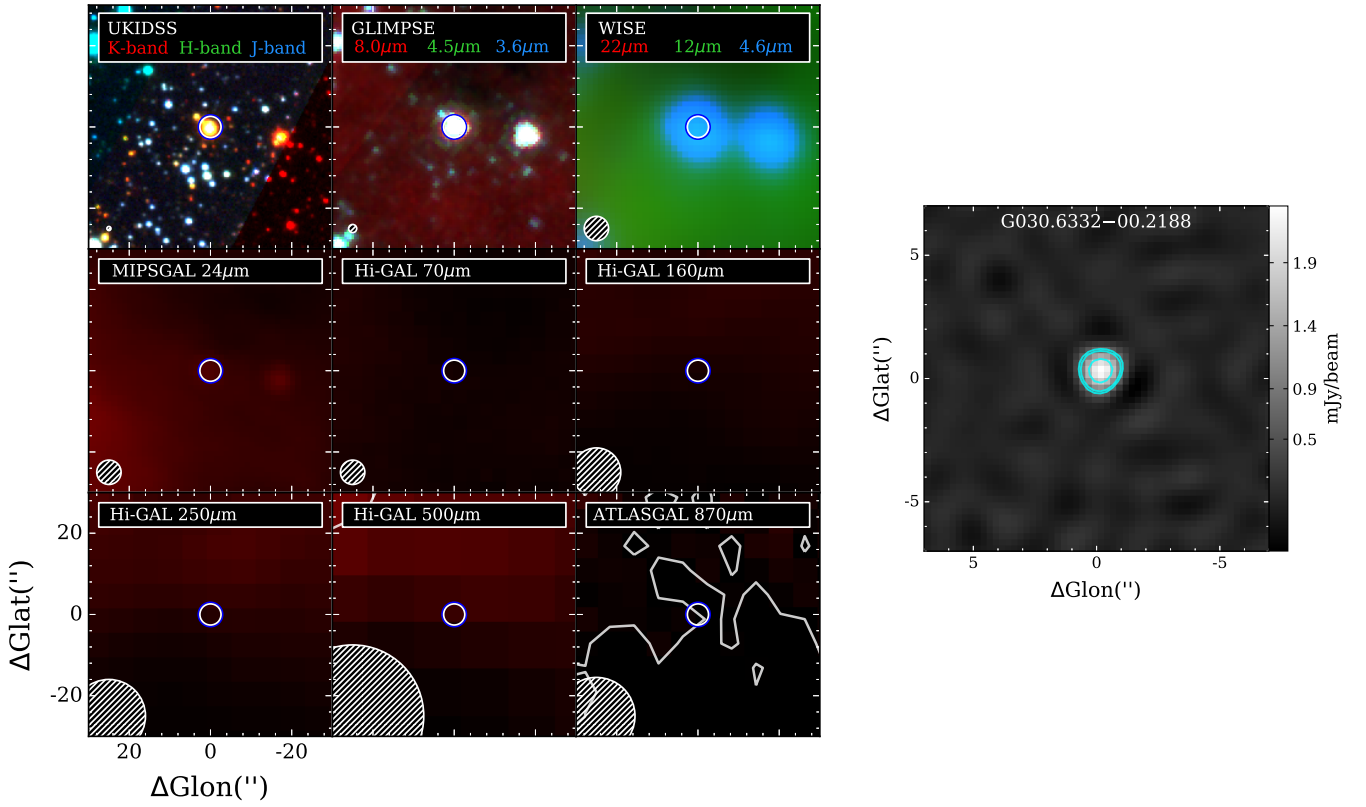 UKIDSS
K-band H-band J-band
GLIMPSE
8.0μm 4.5μm 3.6μm
WISE
22μm 12μm 4.6μm
MIPSGAL 24μm
Hi-GAL 70μm
Hi-GAL 160μm
Hi-GAL 250μm
Hi-GAL 500μm
ATLASGAL 870μm
20
0
-20
ΔGlat('')
20 0 -20
ΔGlon('')
G030.6332−00.2188
5
0
-5
ΔGlat('')
5 0 -5
ΔGlon('')
1.9
1.4
0.9
0.5
mJy/beam